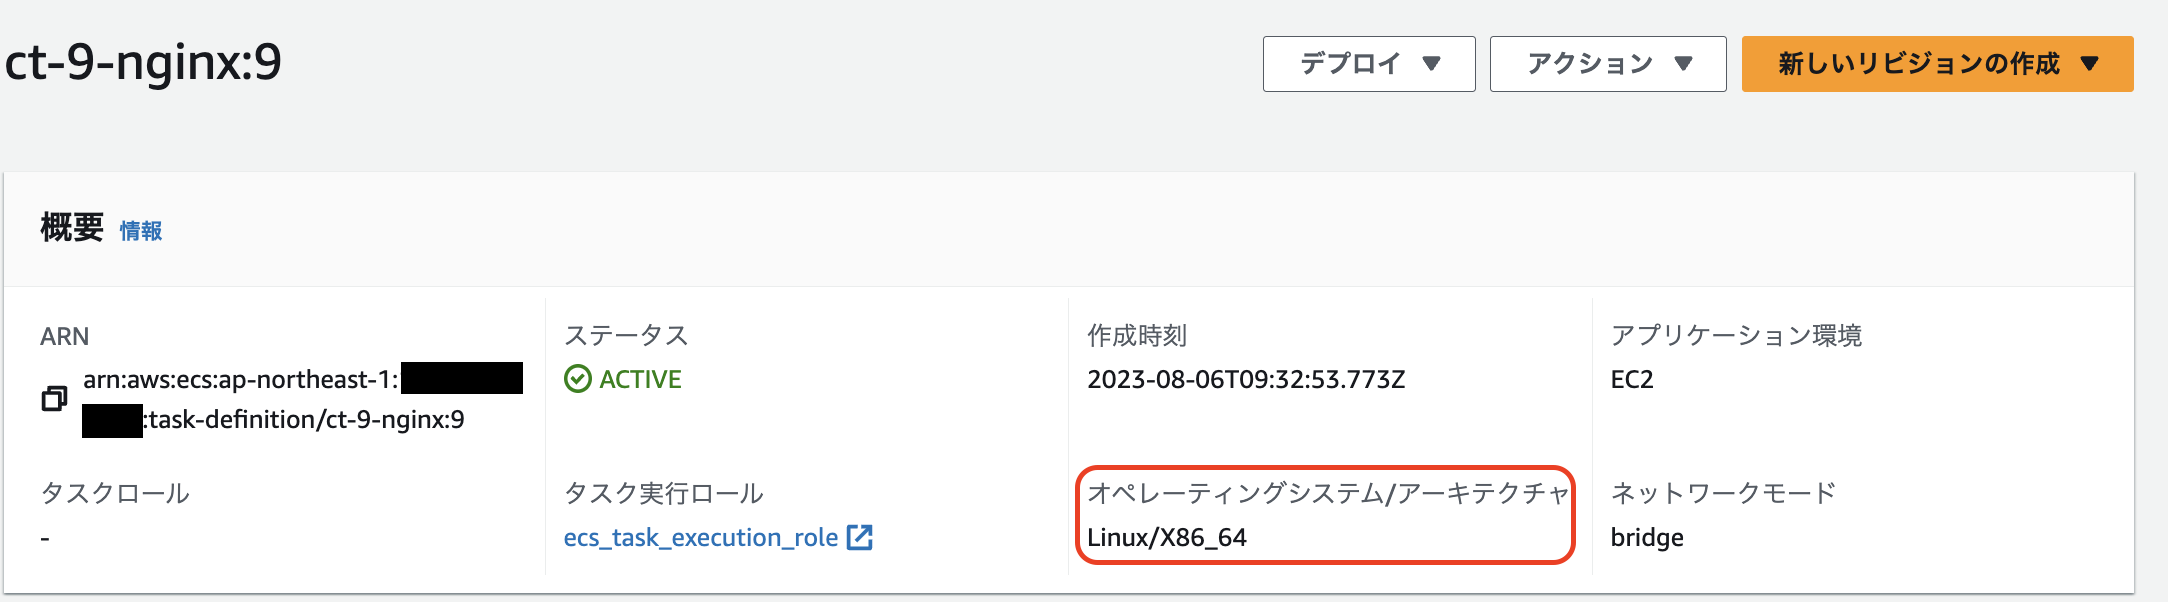 ct-9-nginx:9
デプロイ ▼
アクション ▼
新しいリビジョンの作成 ▼
概要 情報
ARN
arn:aws:ecs:ap-northeast-1:
:task-definition/ct-9-nginx:9
ステータス
ACTIVE
作成時刻
2023-08-06T09:32:53.773Z
アプリケーション環境
EC2
タスクロール
-
タスク実行ロール
ecs_task_execution_role
オペレーティングシステム/アーキテクチャ
Linux/X86_64
ネットワークモード
bridge